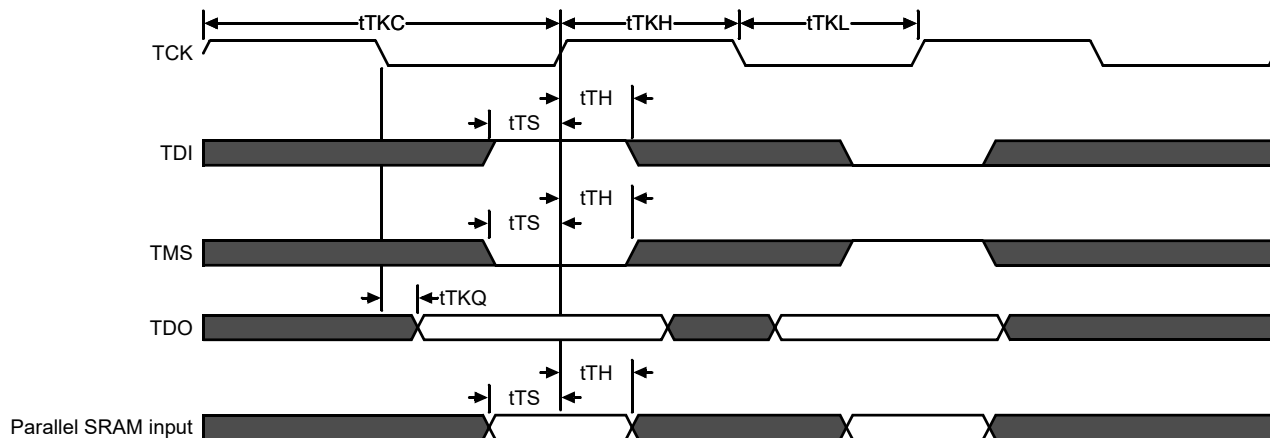 tTKC
tTKH
tTKL
TCK
tTH
tTS
TDI
tTH
tTS
TMS
tTKQ
TDO
tTH
tTS
Parallel SRAM input